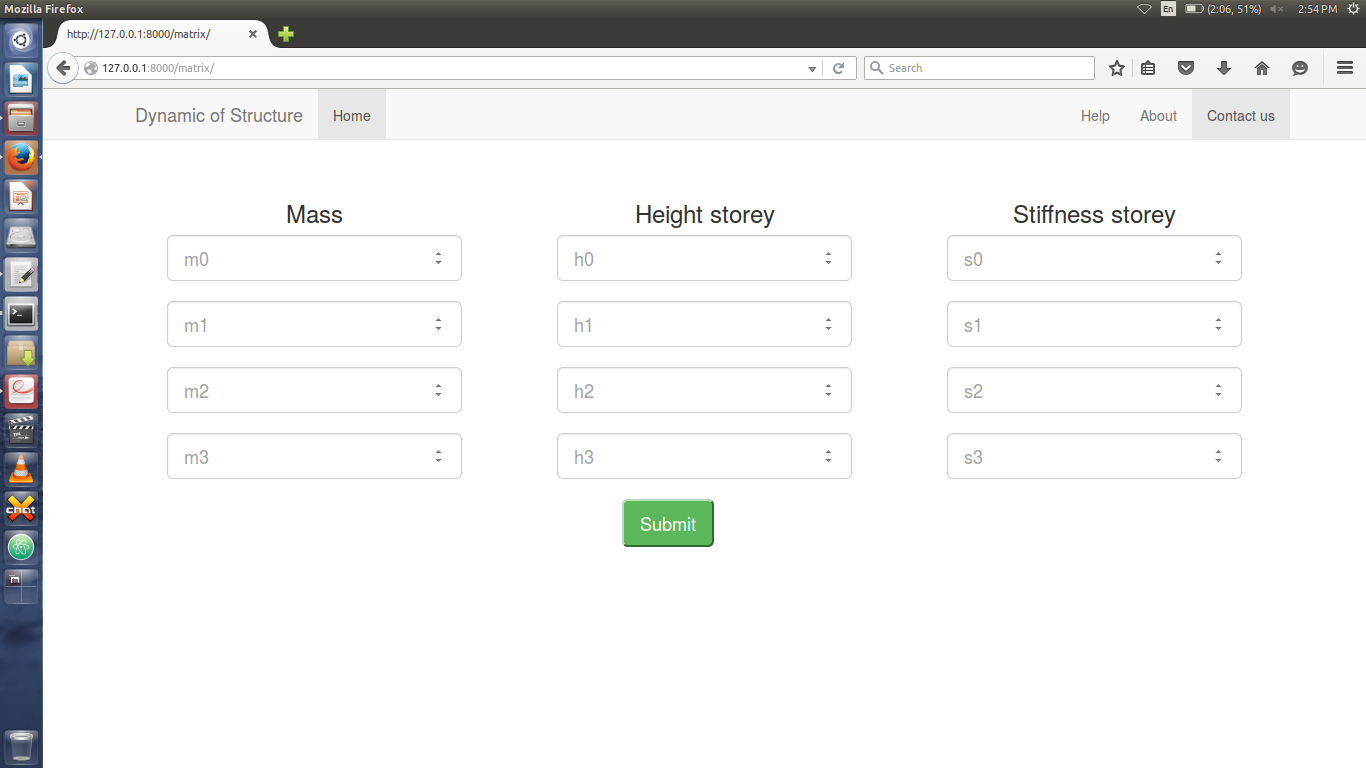 Mozilla Firefox
En (2:06, 51%) 2:54 PM
http://127.0.0.1:8000/matrix/
127.0.0.1:8000/matrix/
Search
Dynamic of Structure Home Help About Contact us
Mass Height storey Stiffness storey
m0 h0 s0
m1 h1 s1
m2 h2 s2
m3 h3 s3
Submit
chat